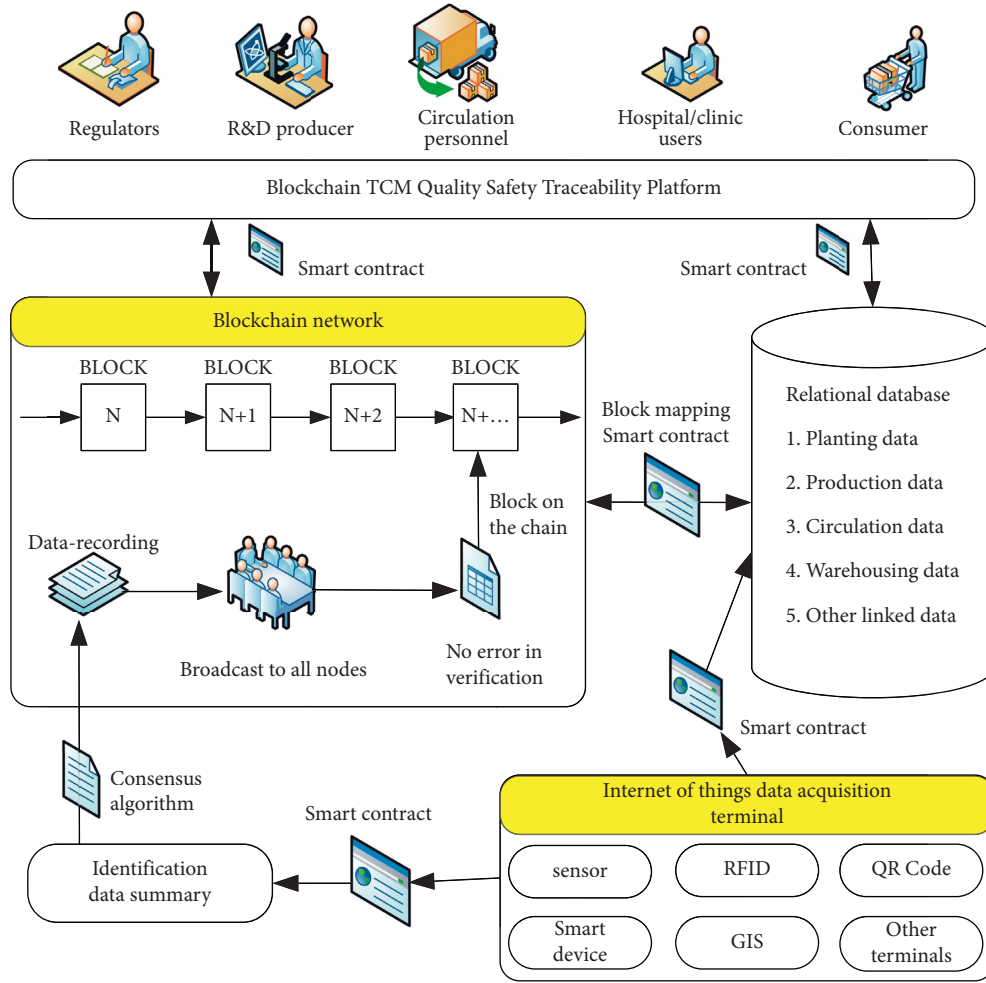 Regulators
R&D producer
Circulation
personnel
Hospital/clinic
users
Consumer
Blockchain TCM Quality Safety Traceability Platform
Smart contract
Smart contract
Blockchain network
BLOCK
BLOCK
BLOCK
BLOCK
N
N+1
N+2
N+...
Block mapping
Smart contract
Relational database
1. Planting data
2. Production data
3. Circulation data
4. Warehousing data
5. Other linked data
Block on
the chain
Data-recording
Broadcast to all nodes
No error in
verification
Smart contract
Consensus
algorithm
Smart contract
Identification
data summary
Internet of things data acquisition
terminal
sensor
RFID
QR Code
Smart
device
GIS
Other
terminals